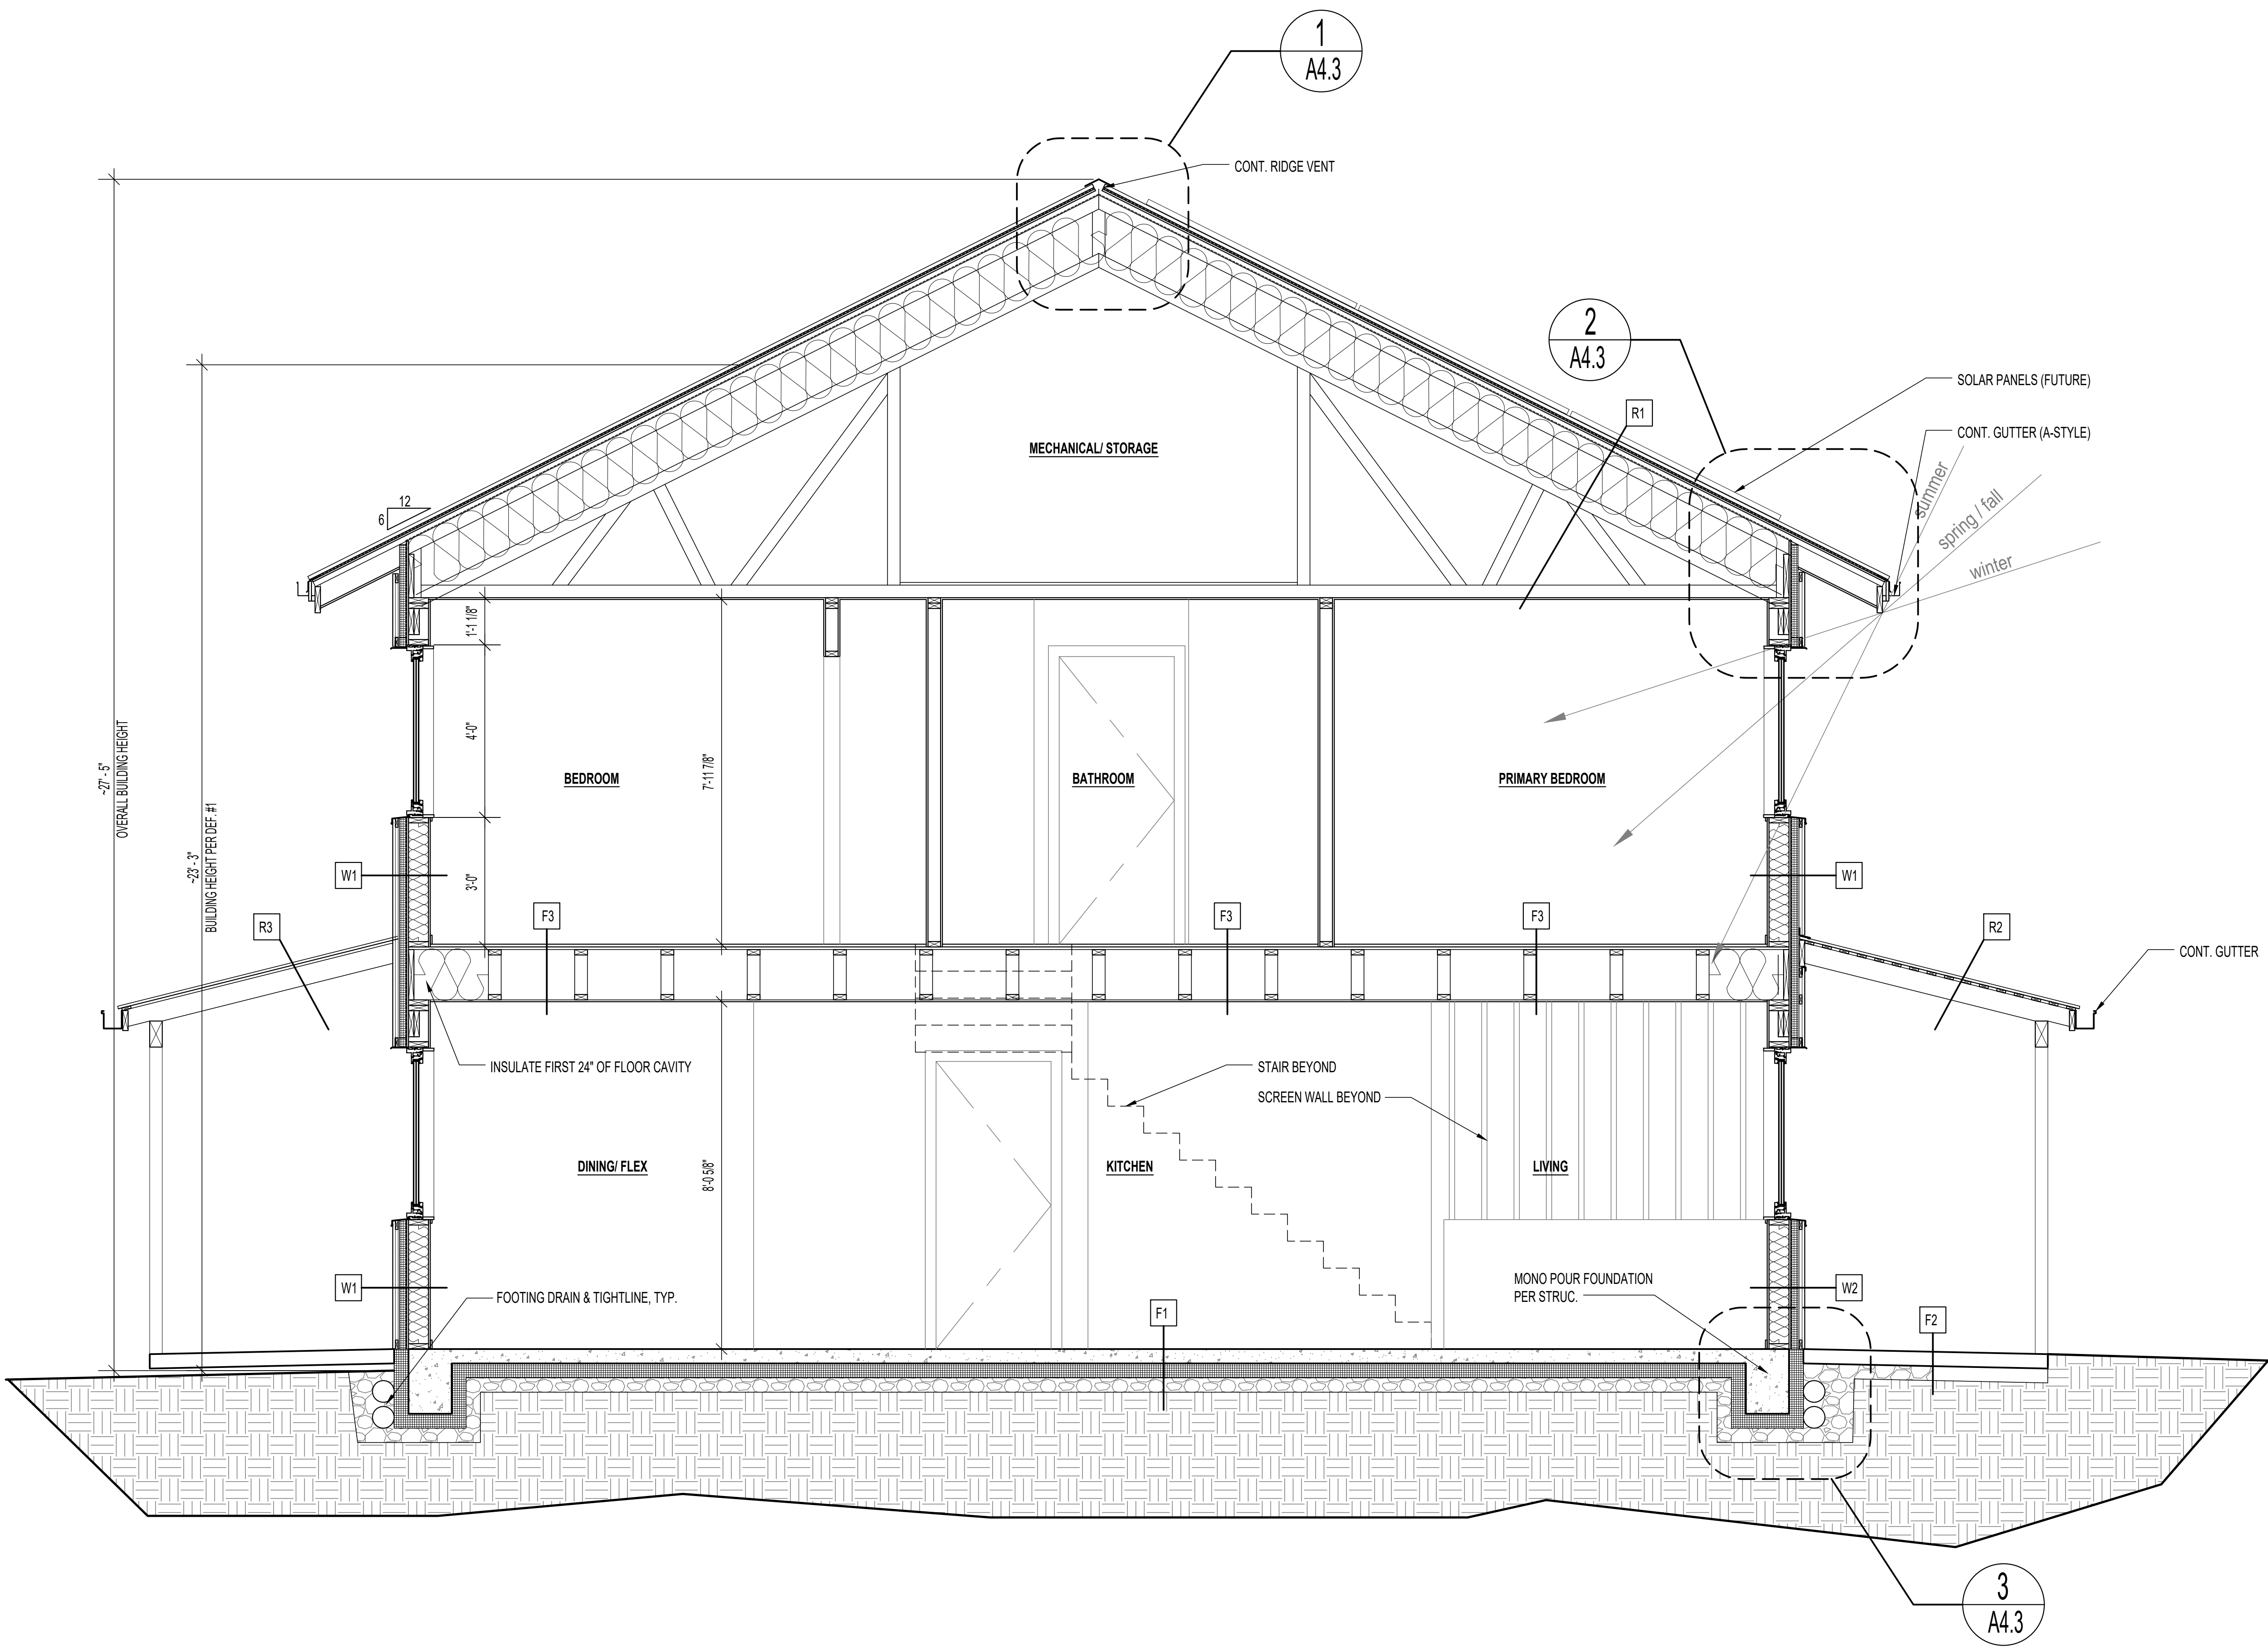 1
A4.3
CONT. RIDGE VENT
2
A4.3
SOLAR PANELS (FUTURE)
R1
CONT. GUTTER (A-STYLE)
MECHANICAL/ STORAGE
summer
spring / fall
winter
12
6
1'-1 1/8"
4'-0"
3'-0"
7'-11 7/8"
~27' - 5"
OVERALL BUILDING HEIGHT
~23' - 3"
BUILDING HEIGHT PER DEF. #1
BEDROOM
BATHROOM
PRIMARY BEDROOM
W1
W1
R3
F3
F3
F3
R2
CONT. GUTTER
INSULATE FIRST 24" OF FLOOR CAVITY
STAIR BEYOND
SCREEN WALL BEYOND
DINING/ FLEX
8'-0 5/8"
KITCHEN
LIVING
W1
FOOTING DRAIN & TIGHTLINE, TYP.
MONO POUR FOUNDATION
PER STRUC.
W2
F1
F2
3
A4.3